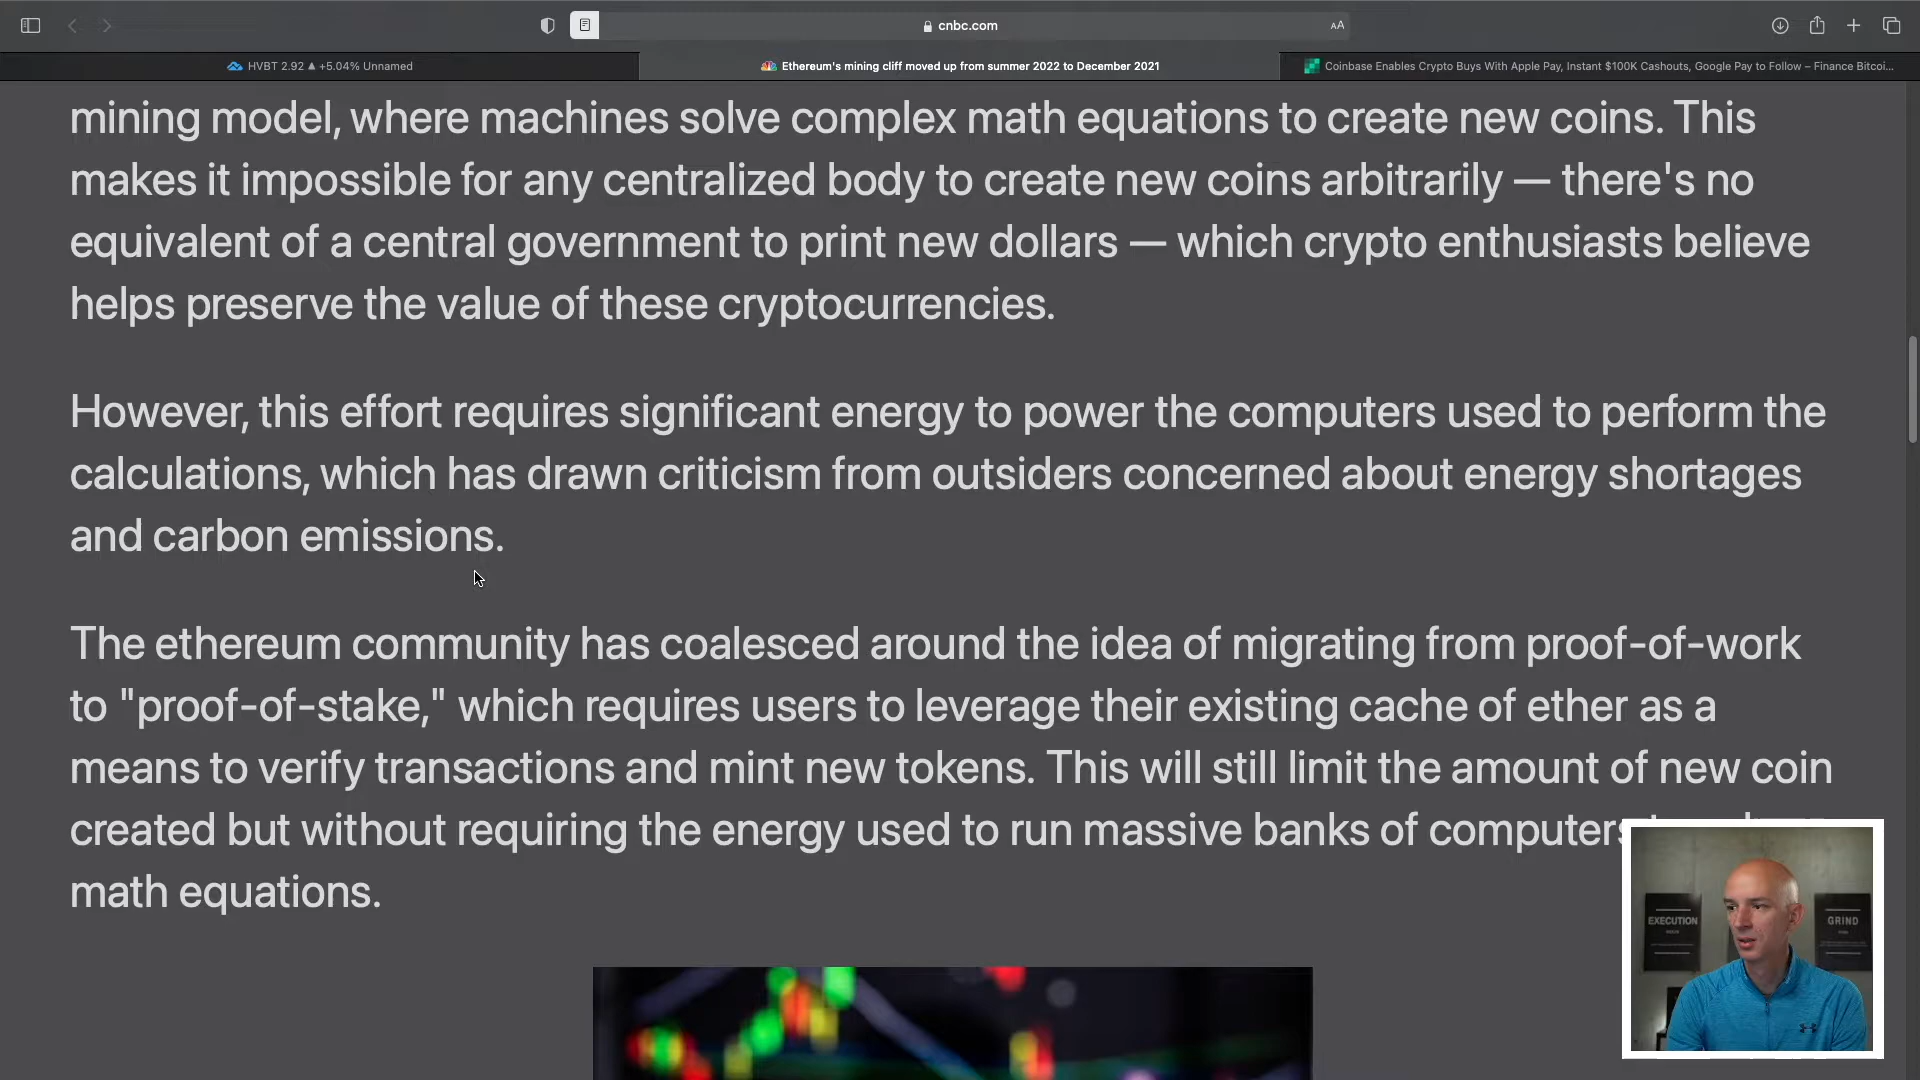 cnbc.com
AA
HVBT 2.92 ▲ +5.04% Unnamed
Ethereum's mining cliff moved up from summer 2022 to December 2021
Coinbase Enables Crypto Buys With Apple Pay, Instant $100K Cashouts, Google Pay to Follow – Finance Bitcoi...
mining model, where machines solve complex math equations to create new coins. This
makes it impossible for any centralized body to create new coins arbitrarily — there's no
equivalent of a central government to print new dollars — which crypto enthusiasts believe
helps preserve the value of these cryptocurrencies.
However, this effort requires significant energy to power the computers used to perform the
calculations, which has drawn criticism from outsiders concerned about energy shortages
and carbon emissions.
The ethereum community has coalesced around the idea of migrating from proof-of-work
to "proof-of-stake," which requires users to leverage their existing cache of ether as a
means to verify transactions and mint new tokens. This will still limit the amount of new coin
created but without requiring the energy used to run massive banks of computers
math equations.
EXECUTION
GRIND